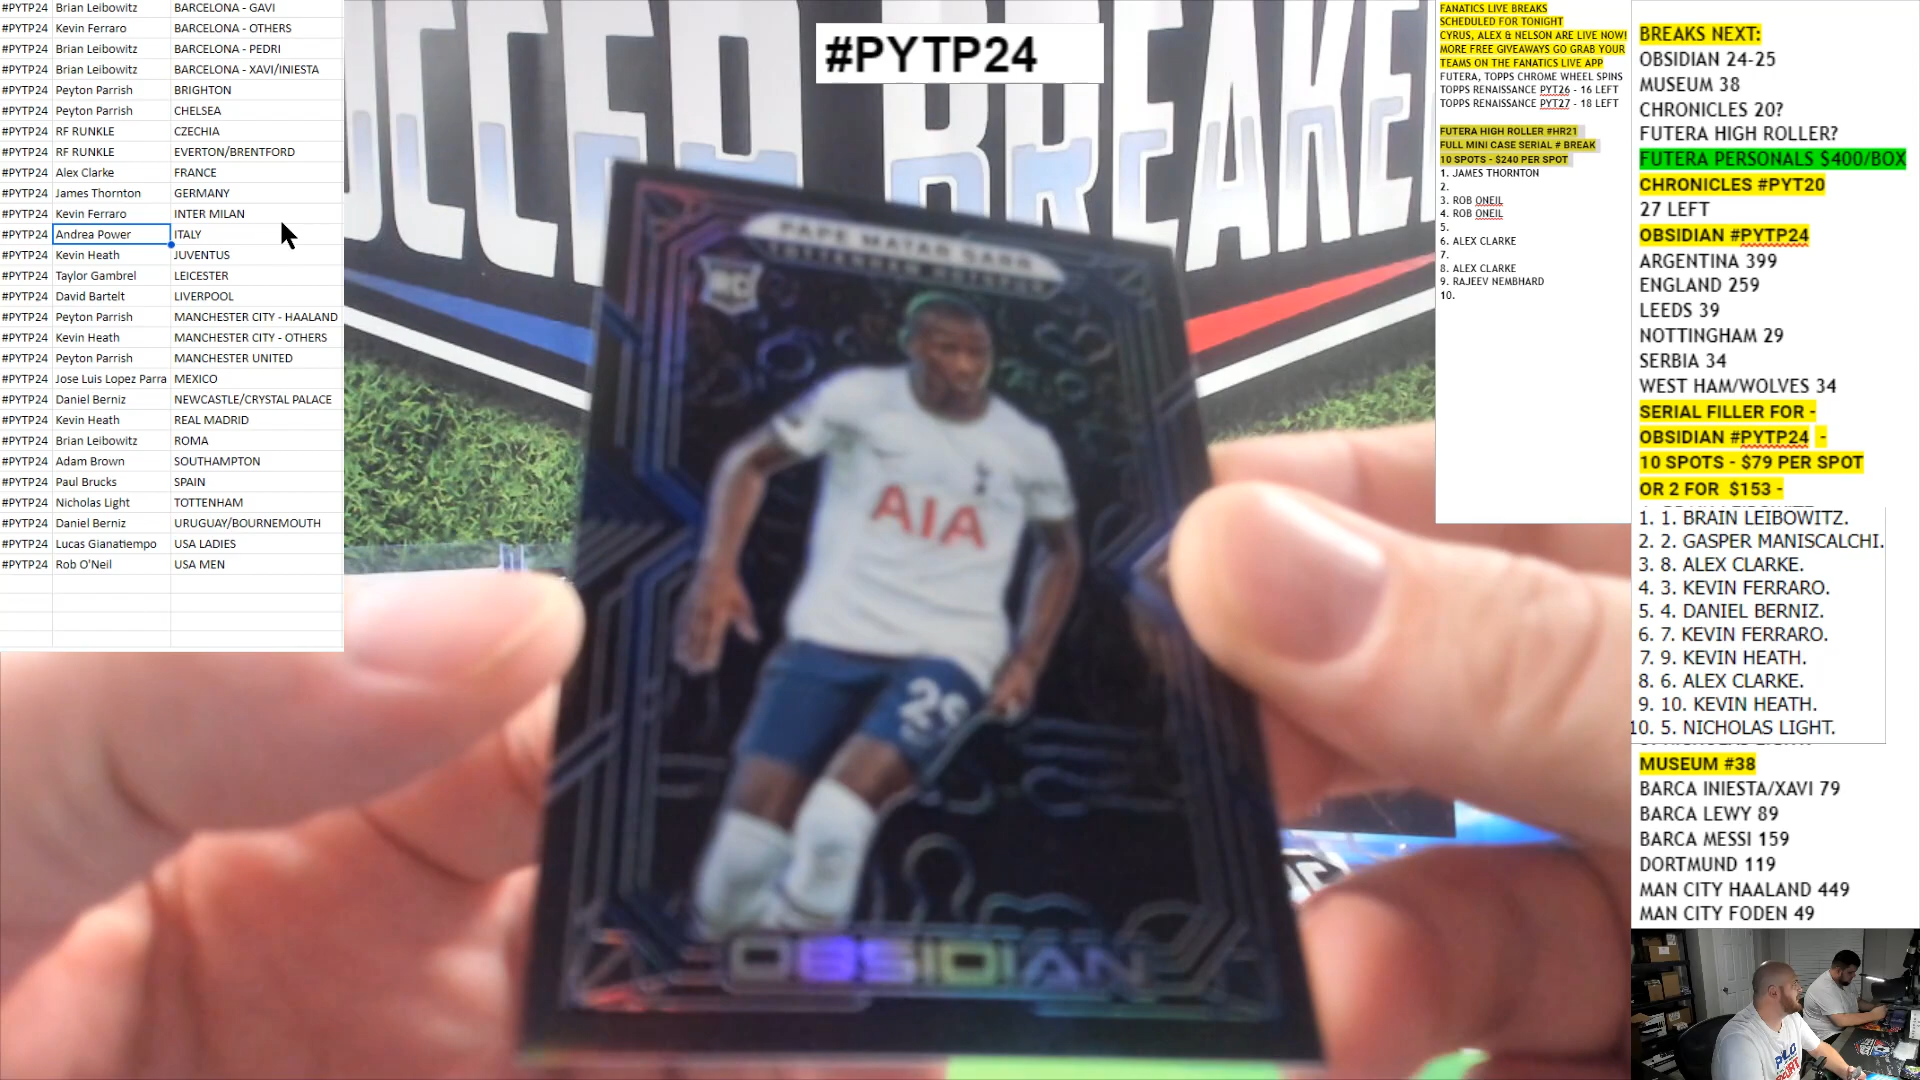 #PYTP24 Brian Leibowitz BARCELONA - GAVI
#PYTP24 Kevin Ferraro BARCELONA - OTHERS
#PYTP24 Brian Leibowitz BARCELONA - PEDRI
#PYTP24 Brian Leibowitz BARCELONA - XAVI/INIESTA
#PYTP24 Peyton Parrish BRIGHTON
#PYTP24 Peyton Parrish CHELSEA
#PYTP24 RF RUNKLE CZECHIA
#PYTP24 RF RUNKLE EVERTON/BRENTFORD
#PYTP24 Alex Clarke FRANCE
#PYTP24 James Thornton GERMANY
#PYTP24 Kevin Ferraro INTER MILAN
#PYTP24 Andrea Power ITALY
#PYTP24 Kevin Heath JUVENTUS
#PYTP24 Taylor Gambrel LEICESTER
#PYTP24 David Bartelt LIVERPOOL
#PYTP24 Peyton Parrish MANCHESTER CITY - HAALAND
#PYTP24 Kevin Heath MANCHESTER CITY - OTHERS
#PYTP24 Peyton Parrish MANCHESTER UNITED
#PYTP24 Jose Luis Lopez Parra MEXICO
#PYTP24 Daniel Berniz NEWCASTLE/CRYSTAL PALACE
#PYTP24 Kevin Heath REAL MADRID
#PYTP24 Brian Leibowitz ROMA
#PYTP24 Adam Brown SOUTHAMPTON
#PYTP24 Paul Brucks SPAIN
#PYTP24 Nicholas Light TOTTENHAM
#PYTP24 Daniel Berniz URUGUAY/BOURNEMOUTH
#PYTP24 Lucas Gianatiempo USA LADIES
#PYTP24 Rob O'Neil USA MEN
#PYTP24
SOCCER BREAKE
PAPE MATAR SARR
TOTTENHAM HOTSPUR
RC
AIA
29
OBSIDIAN
FANATICS LIVE BREAKS
SCHEDULED FOR TONIGHT
CYRUS, ALEX & NELSON ARE LIVE NOW!
MORE FREE GIVEAWAYS GO GRAB YOUR
TEAMS ON THE FANATICS LIVE APP
FUTERA, TOPPS CHROME WHEEL SPINS
TOPPS RENAISSANCE PYT26 - 16 LEFT
TOPPS RENAISSANCE PYT27 - 18 LEFT
FUTERA HIGH ROLLER #HR21
FULL MINI CASE SERIAL # BREAK
10 SPOTS - $240 PER SPOT
1. JAMES THORNTON
2.
3. ROB ONEIL
4. ROB ONEIL
5.
6. ALEX CLARKE
7.
8. ALEX CLARKE
9. RAJEEV NEMBHARD
10.
BREAKS NEXT:
OBSIDIAN 24-25
MUSEUM 38
CHRONICLES 20?
FUTERA HIGH ROLLER?
FUTERA PERSONALS $400/BOX
CHRONICLES #PYT20
27 LEFT
OBSIDIAN #PYTP24
ARGENTINA 399
ENGLAND 259
LEEDS 39
NOTTINGHAM 29
SERBIA 34
WEST HAM/WOLVES 34
SERIAL FILLER FOR -
OBSIDIAN #PYTP24 -
10 SPOTS - $79 PER SPOT
OR 2 FOR $153 -
1. 1. BRAIN LEIBOWITZ.
2. 2. GASPER MANISCALCHI.
3. 8. ALEX CLARKE.
4. 3. KEVIN FERRARO.
5. 4. DANIEL BERNIZ.
6. 7. KEVIN FERRARO.
7. 9. KEVIN HEATH.
8. 6. ALEX CLARKE.
9. 10. KEVIN HEATH.
10. 5. NICHOLAS LIGHT.
MUSEUM #38
BARCA INIESTA/XAVI 79
BARCA LEWY 89
BARCA MESSI 159
DORTMUND 119
MAN CITY HAALAND 449
MAN CITY FODEN 49